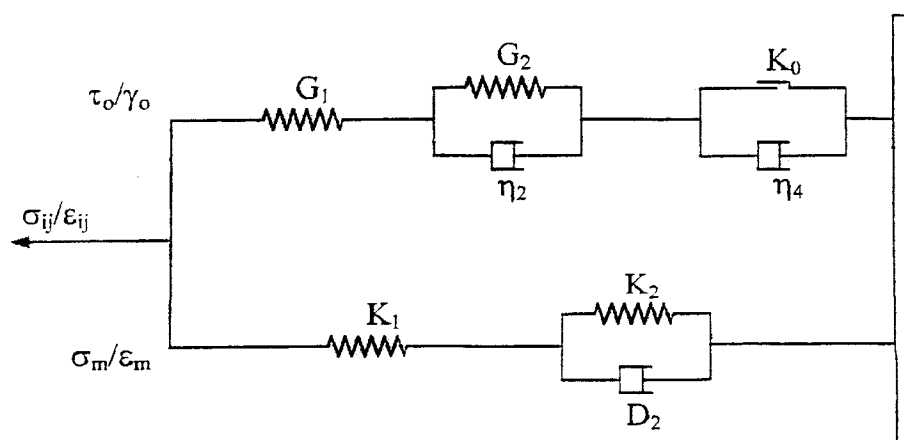 G₂
K₀
τₒ/γₒ
G₁
η₂
η₄
σᵢⱼ/εᵢⱼ
K₂
K₁
σₘ/εₘ
D₂